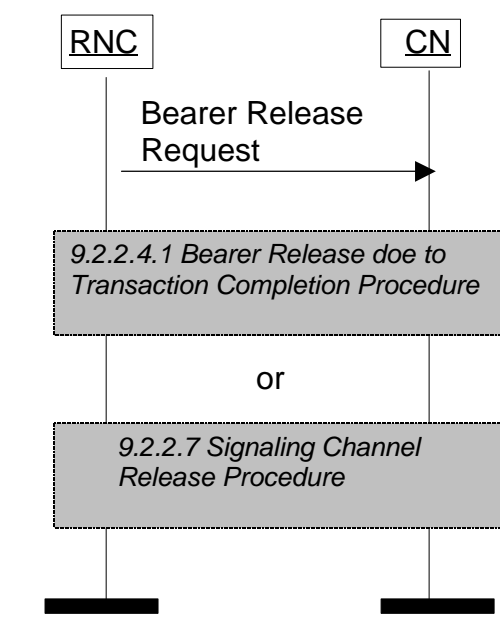 RNC CN
Bearer Release
Request
9.2.2.4.1 Bearer Release doe to
Transaction Completion Procedure
or
9.2.2.7 Signaling Channel
Release Procedure